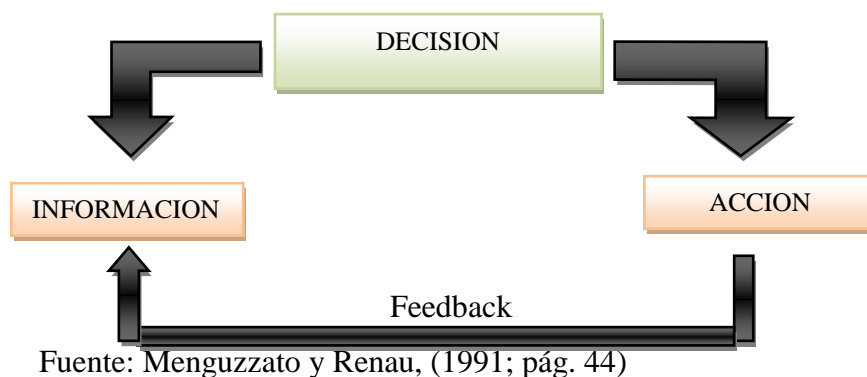 DECISION
INFORMACION
ACCION
Feedback
Fuente: Menguzzato y Renau, (1991; pág. 44)